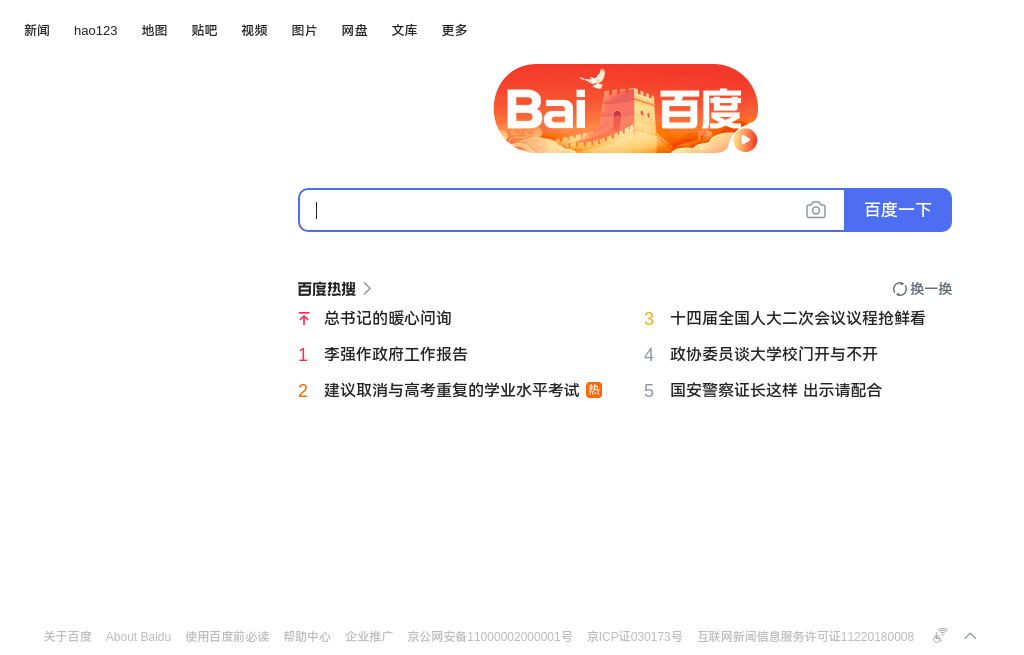 新闻 hao123 地图 贴吧 视频 图片 网盘 文库 更多
Bai 百度
百度一下
百度热搜 换一换
总书记的暖心问询
1 李强作政府工作报告
2 建议取消与高考重复的学业水平考试 热
3 十四届全国人大二次会议议程抢鲜看
4 政协委员谈大学校门开与不开
5 国安警察证长这样 出示请配合
关于百度 About Baidu 使用百度前必读 帮助中心 企业推广 京公网安备11000002000001号 京ICP证030173号 互联网新闻信息服务许可证11220180008